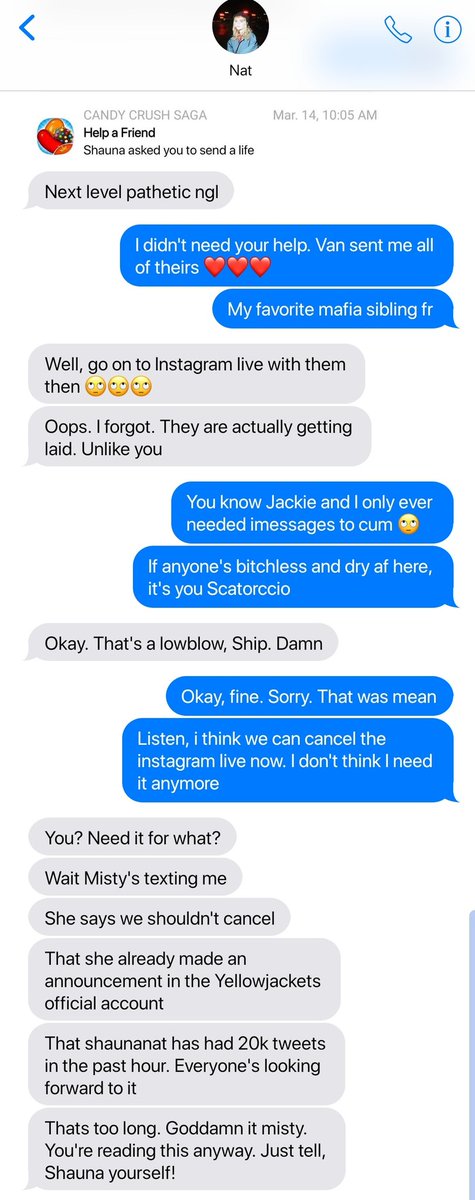 Nat
CANDY CRUSH SAGA Mar. 14, 10:05 AM
Help a Friend
Shauna asked you to send a life
Next level pathetic ngl
I didn't need your help. Van sent me all
of theirs ❤️❤️❤️
My favorite mafia sibling fr
Well, go on to Instagram live with them
then 🙄🙄🙄
Oops. I forgot. They are actually getting
laid. Unlike you
You know Jackie and I only ever
needed imessages to cum 🙄
If anyone's bitchless and dry af here,
it's you Scatorccio
Okay. That's a lowblow, Ship. Damn
Okay, fine. Sorry. That was mean
Listen, i think we can cancel the
instagram live now. I don't think I need
it anymore
You? Need it for what?
Wait Misty's texting me
She says we shouldn't cancel
That she already made an
announcement in the Yellowjackets
official account
That shaunanat has had 20k tweets
in the past hour. Everyone's looking
forward to it
Thats too long. Goddamn it misty.
You're reading this anyway. Just tell,
Shauna yourself!